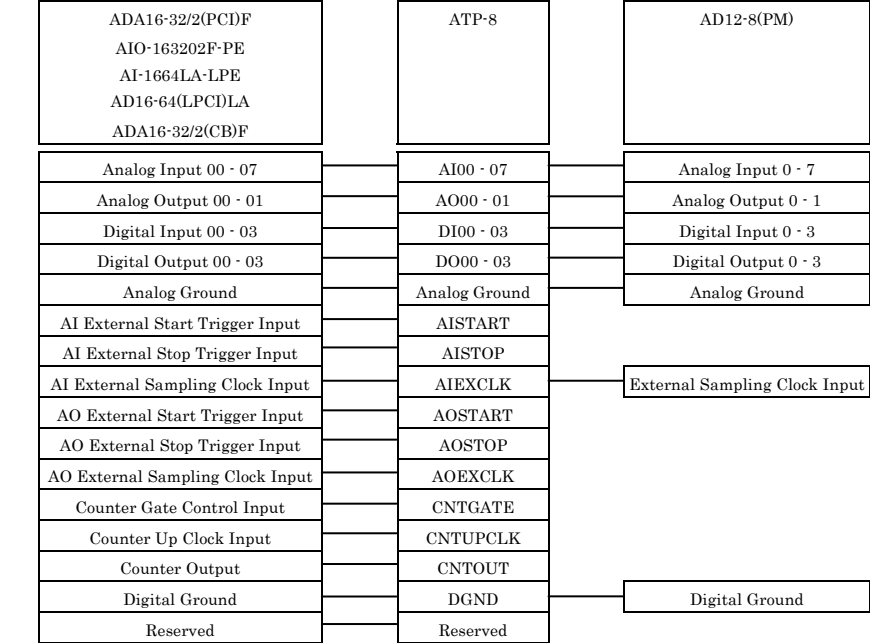 ADA16-32/2(PCI)F
AIO-163202F-PE
AI-1664LA-LPE
AD16-64(LPCI)LA
ADA16-32/2(CB)F
ATP-8
AD12-8(PM)
Analog Input 00 - 07
AI00 - 07
Analog Input 0 - 7
Analog Output 00 - 01
AO00 - 01
Analog Output 0 - 1
Digital Input 00 - 03
DI00 - 03
Digital Input 0 - 3
Digital Output 00 - 03
DO00 - 03
Digital Output 0 - 3
Analog Ground
Analog Ground
Analog Ground
AI External Start Trigger Input
AISTART
AI External Stop Trigger Input
AISTOP
AI External Sampling Clock Input
AIEXCLK
External Sampling Clock Input
AO External Start Trigger Input
AOSTART
AO External Stop Trigger Input
AOSTOP
AO External Sampling Clock Input
AOEXCLK
Counter Gate Control Input
CNTGATE
Counter Up Clock Input
CNTUPCLK
Counter Output
CNTOUT
Digital Ground
DGND
Digital Ground
Reserved
Reserved